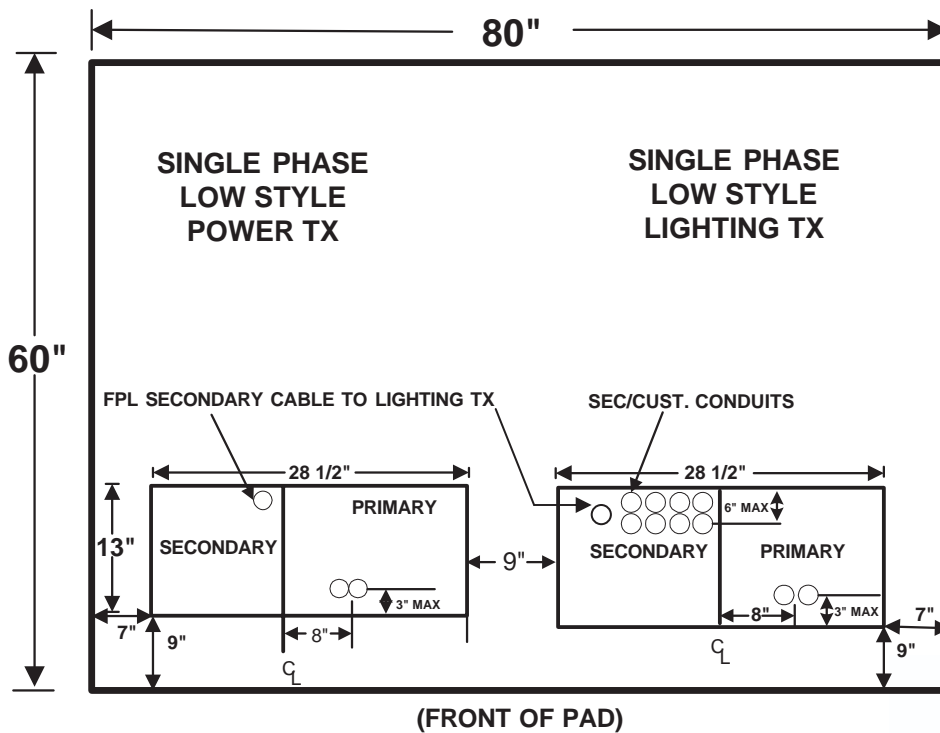 80"
SINGLE PHASE
LOW STYLE
POWER TX
SINGLE PHASE
LOW STYLE
LIGHTING TX
60"
FPL SECONDARY CABLE TO LIGHTING TX
SEC/CUST. CONDUITS
28 1/2"
28 1/2"
13"
SECONDARY
PRIMARY
3" MAX
7"
9"
8"
CL
9"
SECONDARY
6" MAX
PRIMARY
8"
3" MAX
7"
9"
CL
(FRONT OF PAD)